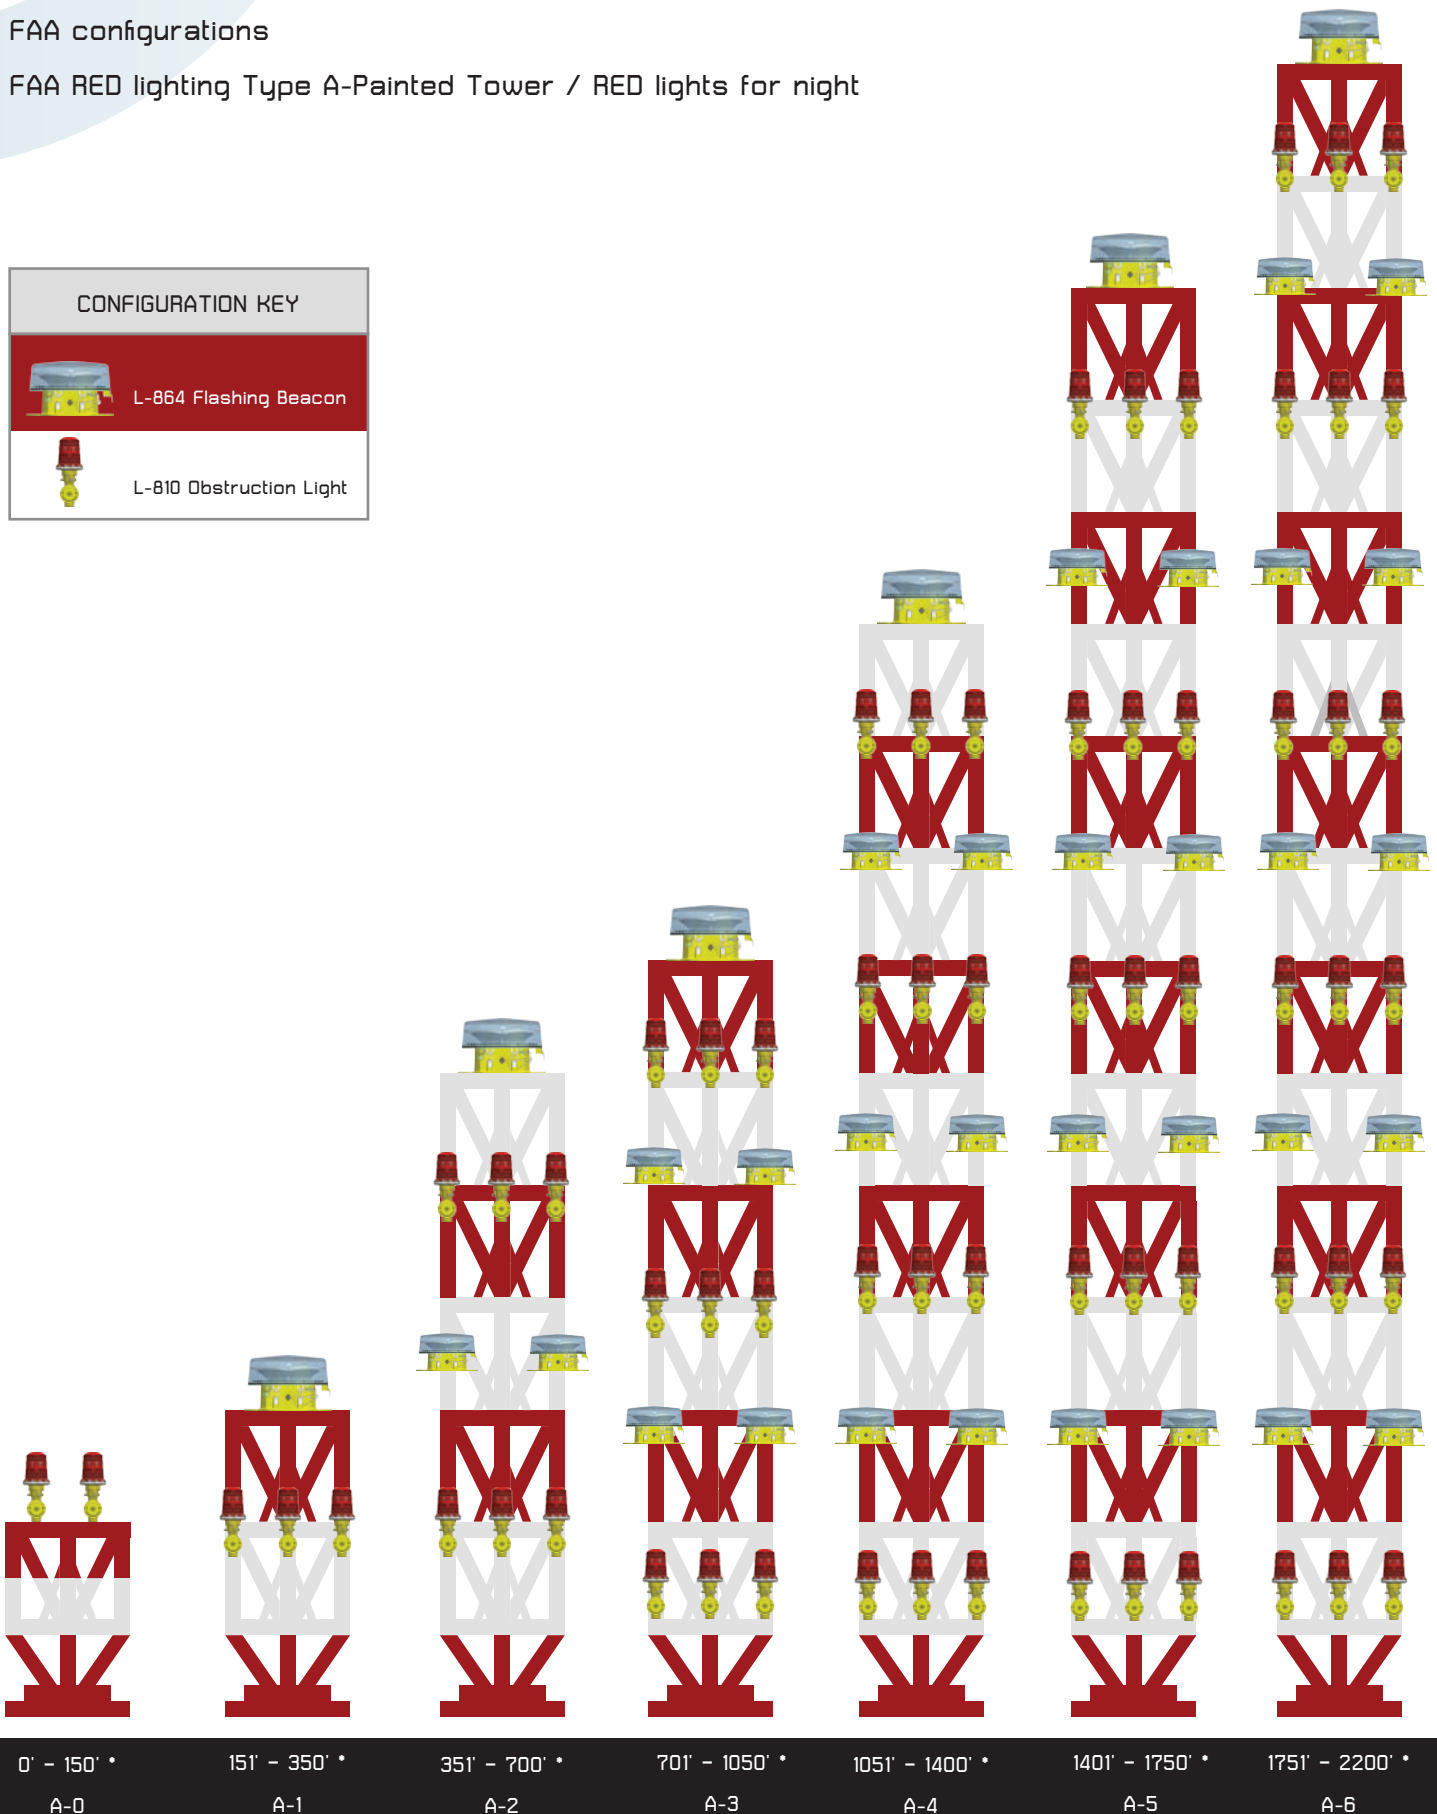 FAA configurations
FAA RED lighting Type A-Painted Tower / RED lights for night
CONFIGURATION KEY
L-864 Flashing Beacon
L-810 Obstruction Light
0' - 150' * 151' - 350' * 351' - 700' * 701' - 1050' * 1051' - 1400' * 1401' - 1750' * 1751' - 2200' *
A-0 A-1 A-2 A-3 A-4 A-5 A-6